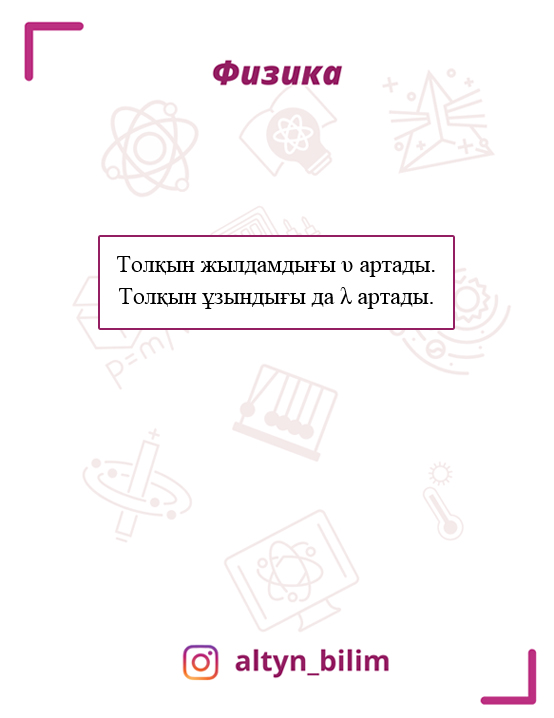 Физика
Толқын жылдамдығы υ артады.
Толқын ұзындығы да λ артады.
p=m/
altyn_bilim